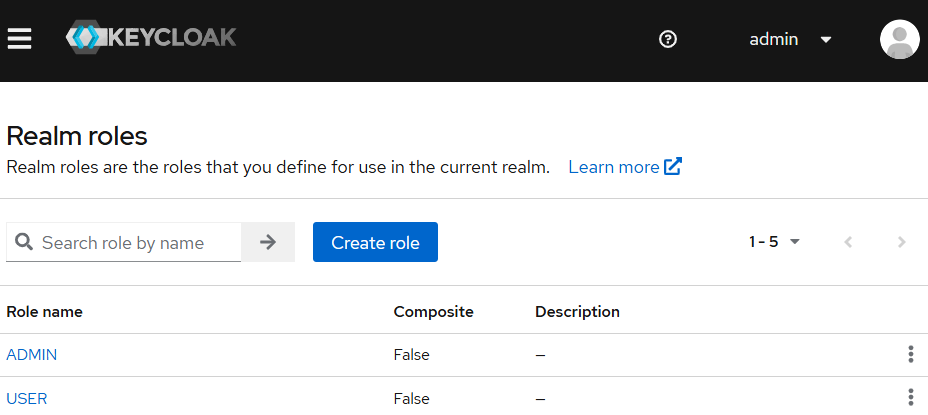 KEYCLOAK
admin
Realm roles
Realm roles are the roles that you define for use in the current realm. Learn more
Search role by name
Create role
1 - 5
Role name Composite Description
ADMIN False –
USER False –